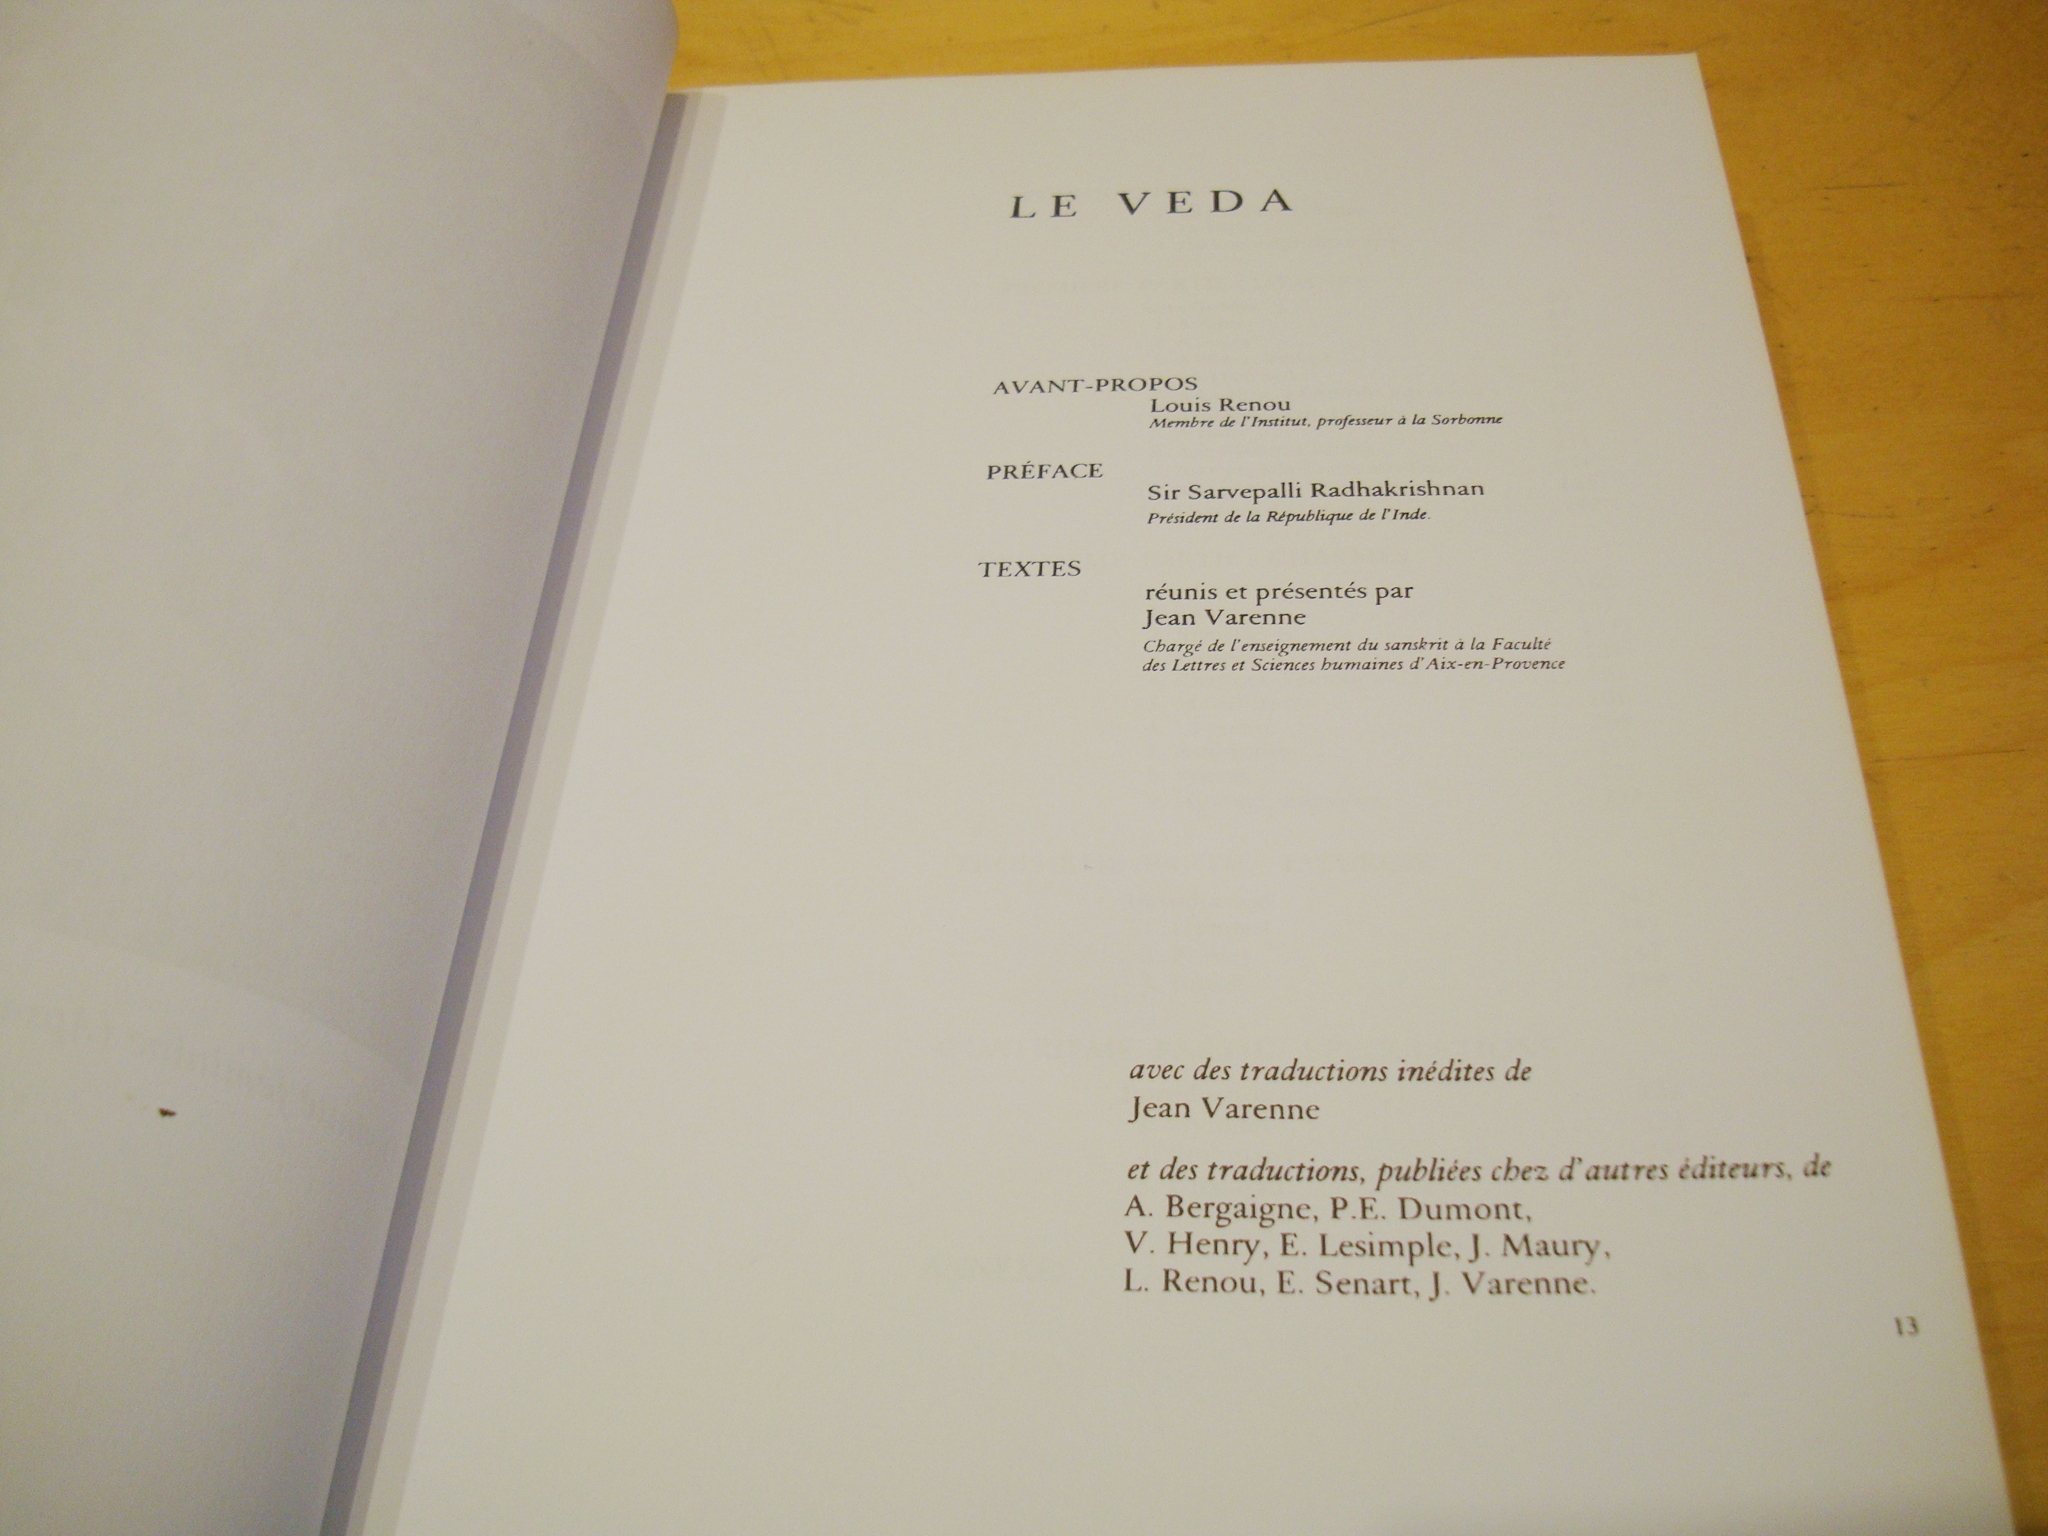 LE VEDA
AVANT-PROPOS
Louis Renou
Membre de l'Institut, professeur à la Sorbonne
PRÉFACE
Sir Sarvepalli Radhakrishnan
Président de la République de l'Inde.
TEXTES
réunis et présentés par
Jean Varenne
Chargé de l'enseignement du sanskrit à la Faculté
des Lettres et Sciences humaines d'Aix-en-Provence
avec des traductions inédites de
Jean Varenne
et des traductions, publiées chez d'autres éditeurs, de
A. Bergaigne, P.E. Dumont,
V. Henry, E. Lesimple, J. Maury,
L. Renou, E. Senart, J. Varenne.
13